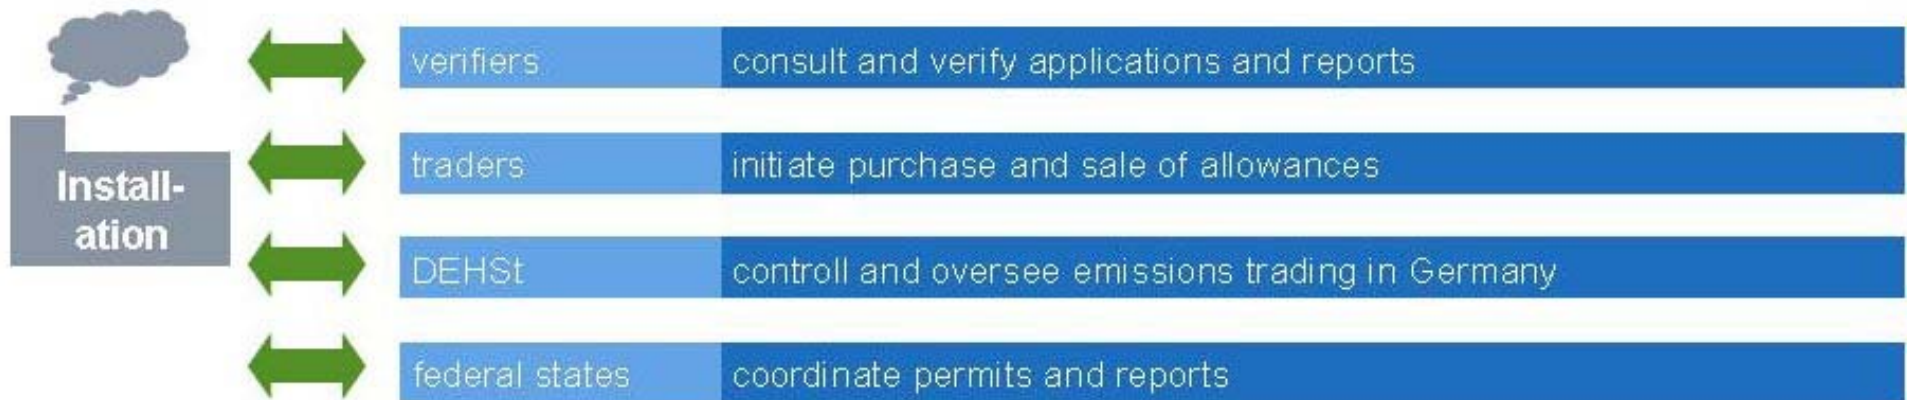 verifiers consult and verify applications and reports
traders initiate purchase and sale of allowances
Install-
ation
DEHSt controll and oversee emissions trading in Germany
federal states coordinate permits and reports